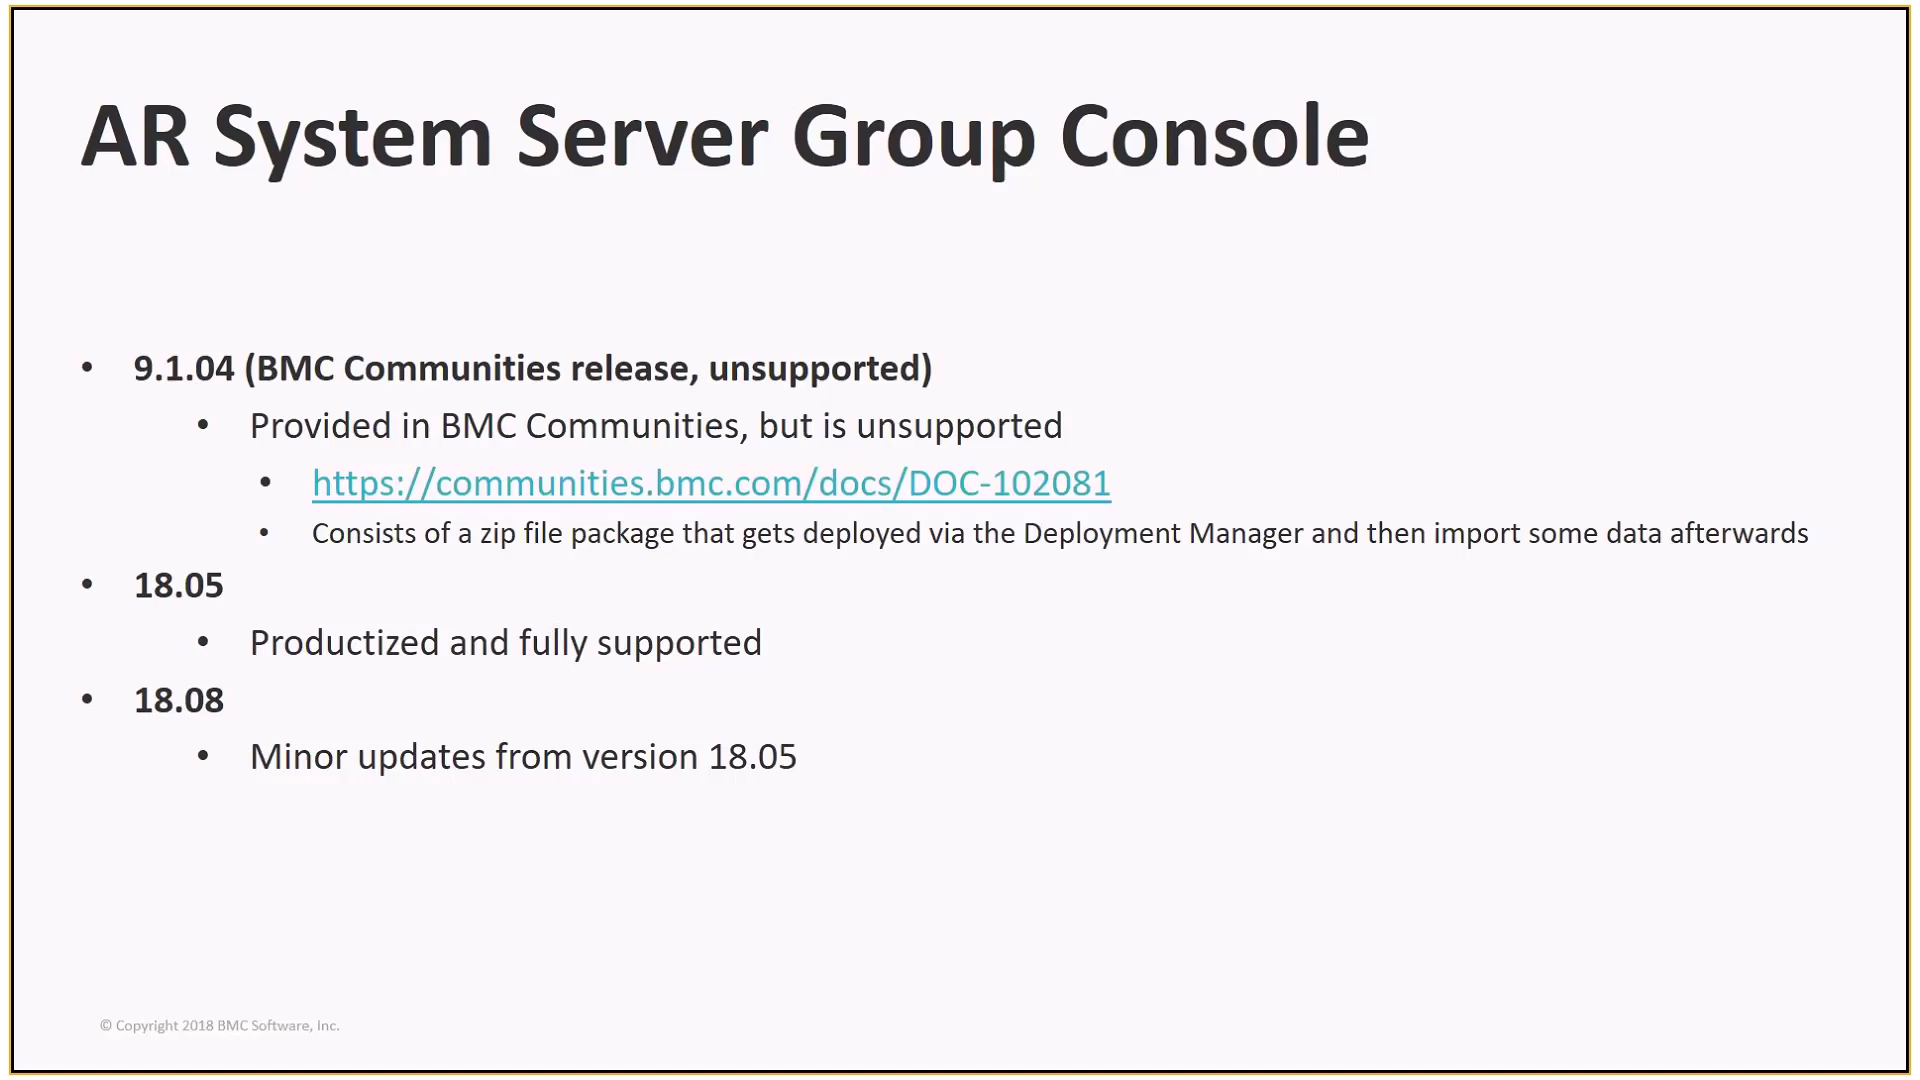 AR System Server Group Console
• 9.1.04 (BMC Communities release, unsupported)
• Provided in BMC Communities, but is unsupported
• https://communities.bmc.com/docs/DOC-102081
• Consists of a zip file package that gets deployed via the Deployment Manager and then import some data afterwards
• 18.05
• Productized and fully supported
• 18.08
• Minor updates from version 18.05
© Copyright 2018 BMC Software, Inc.